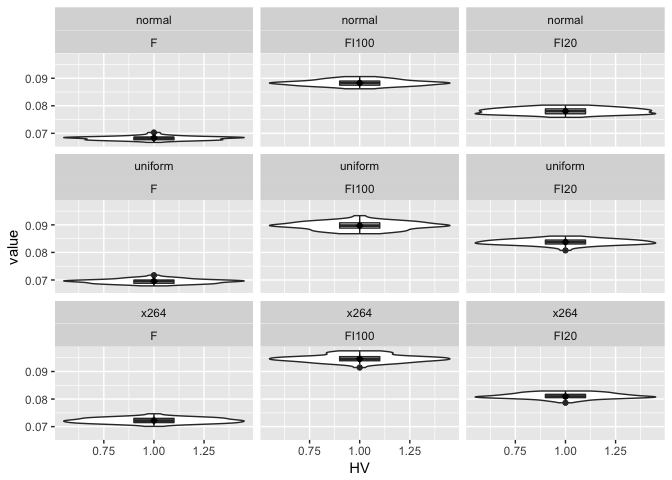 normal normal normal
F FI100 FI20
0.09
0.08
0.07
uniform uniform uniform
F FI100 FI20
0.09
0.08
0.07
x264 x264 x264
F FI100 FI20
0.09
0.08
0.07
value
0.75 1.00 1.25 0.75 1.00 1.25 0.75 1.00 1.25
HV